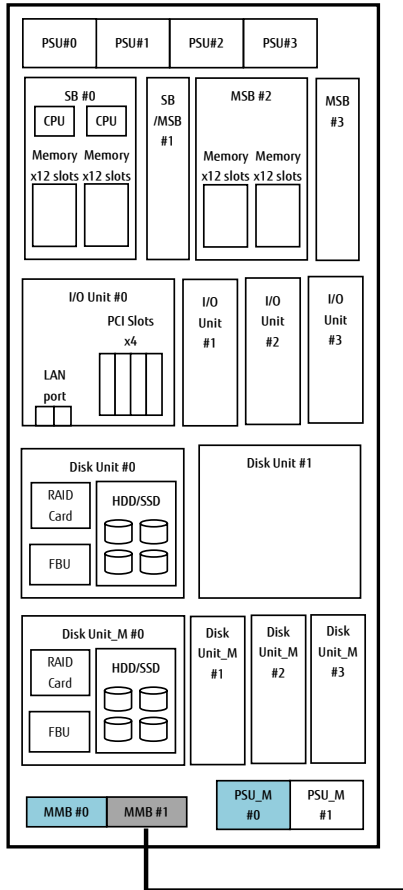 PSU#0 PSU#1 PSU#2 PSU#3
SB #0
CPU CPU
Memory Memory
x12 slots x12 slots
SB
/MSB
#1
MSB #2
Memory Memory
x12 slots x12 slots
MSB
#3
I/O Unit #0
PCI Slots
x4
LAN
port
I/O
Unit
#1
I/O
Unit
#2
I/O
Unit
#3
Disk Unit #0
RAID
Card
HDD/SSD
FBU
Disk Unit #1
Disk Unit_M #0
RAID
Card
HDD/SSD
FBU
Disk
Unit_M
#1
Disk
Unit_M
#2
Disk
Unit_M
#3
MMB #0 MMB #1
PSU_M
#0
PSU_M
#1